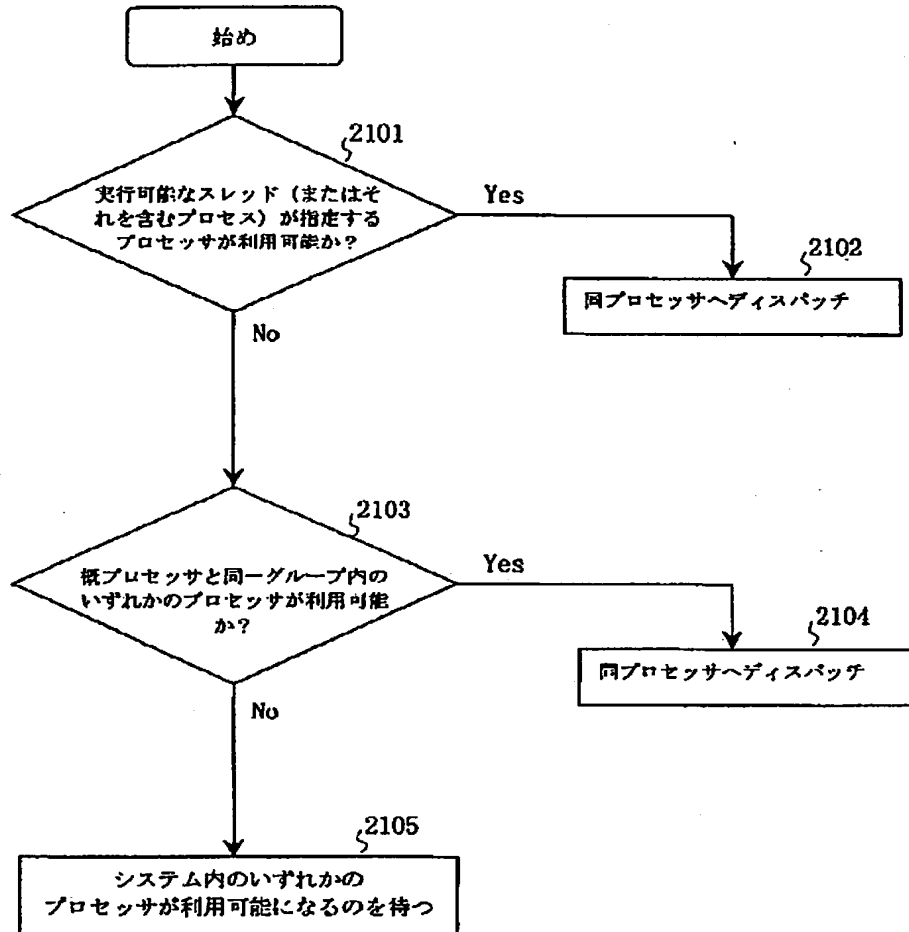 始め
2101
実行可能なスレッド（またはそ
れを含むプロセス）が指定する
プロセッサが利用可能か？
Yes
2102
同プロセッサへディスパッチ
No
2103
概プロセッサと同一グループ内の
いずれかのプロセッサが利用可能
か？
Yes
2104
同プロセッサへディスパッチ
No
2105
システム内のいずれかの
プロセッサが利用可能になるのを待つ